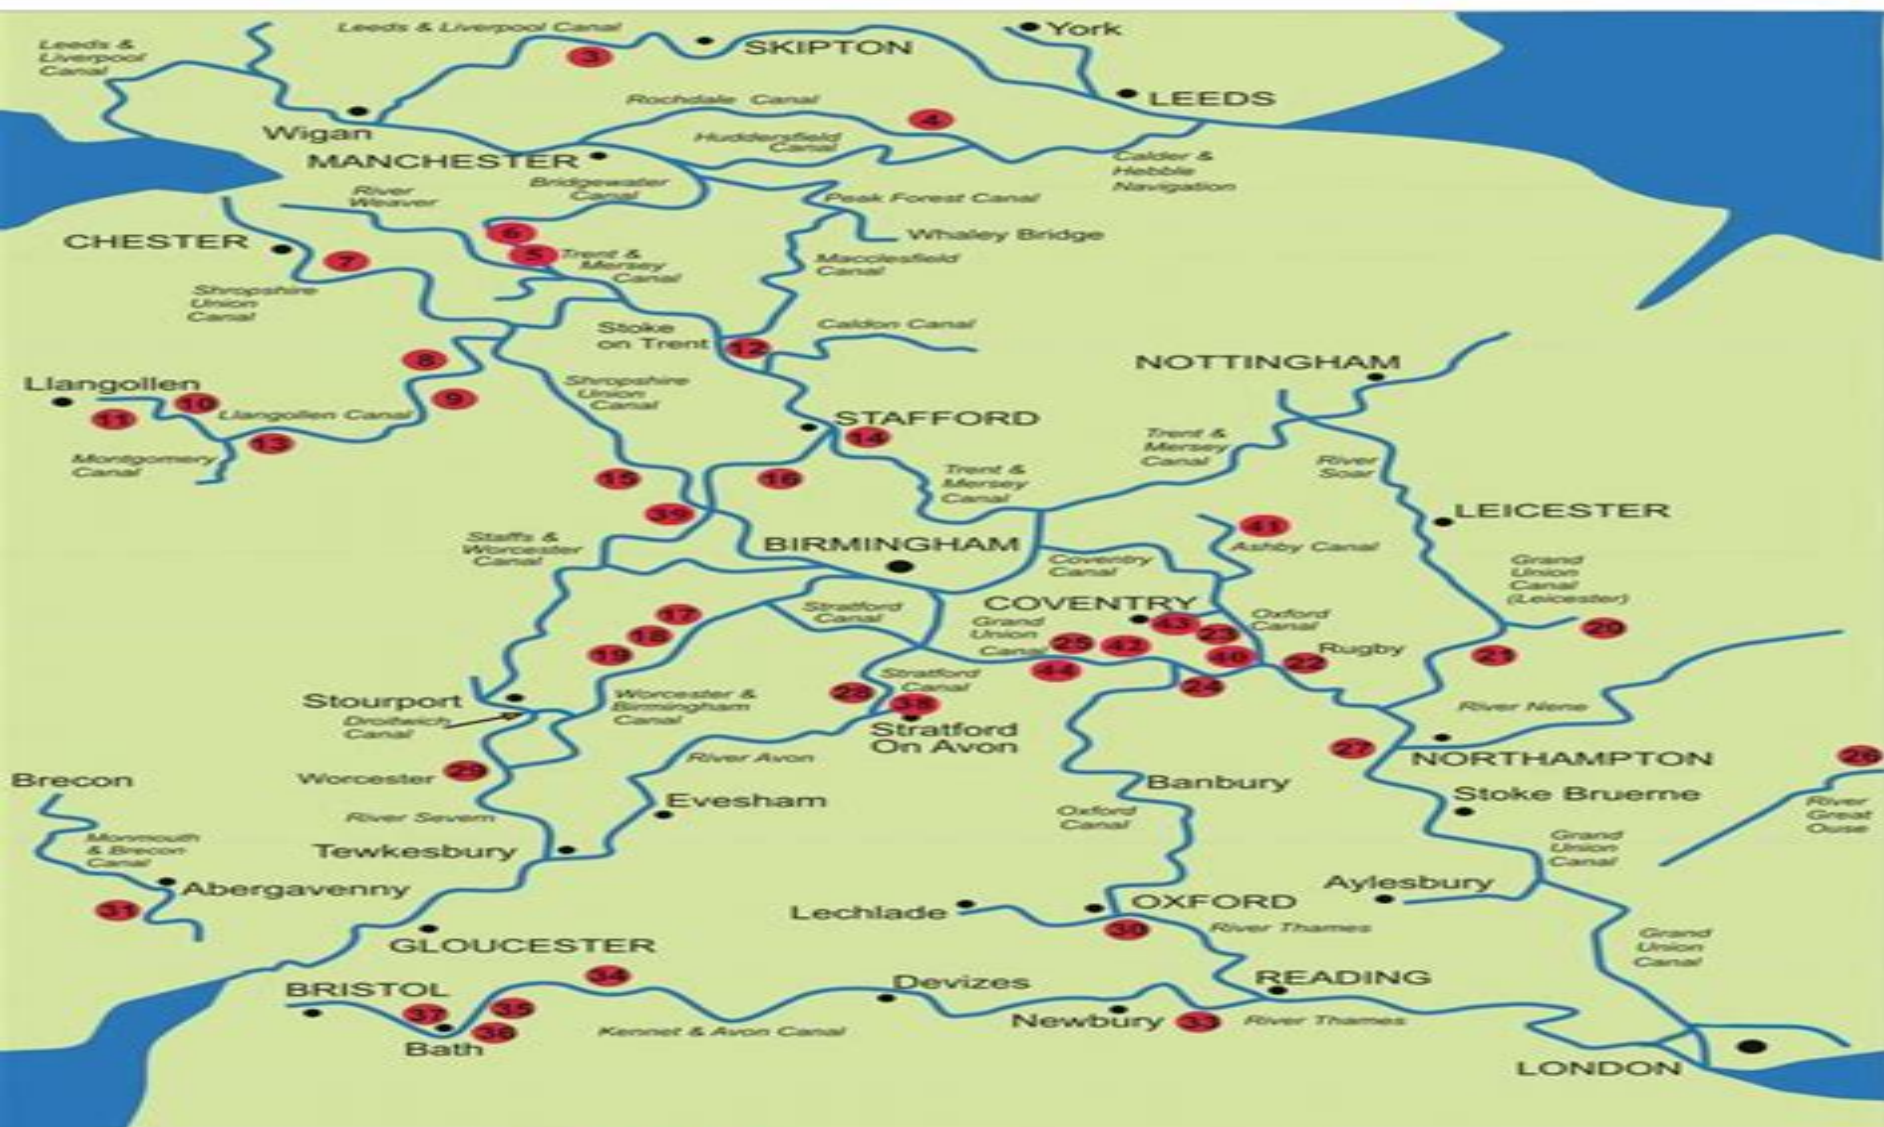 Leeds & Liverpool Canal
York
Leeds &
Liverpool
Canal
3
SKIPTON
LEEDS
Rochdale Canal
4
Wigan
Huddersfield
Canal
MANCHESTER
Calder &
Hebble
Navigation
Bridgewater
Canal
River
Weaver
Peak Forest Canal
CHESTER
6
Whaley Bridge
5
7
Trent &
Mersey
Canal
Macclesfield
Canal
Shropshire
Union
Canal
Stoke
on Trent
12
Caldon Canal
8
NOTTINGHAM
Llangollen
Shropshire
Union
Canal
9
10
11
Llangollen Canal
13
STAFFORD
14
Montgomery
Canal
Trent &
Mersey
Canal
River
Soar
15
16
Trent &
Mersey
Canal
39
LEICESTER
41
Ashby Canal
Staffs &
Worcester
Canal
BIRMINGHAM
Coventry
Canal
Grand
Union
Canal
(Leicester)
Stratford
Canal
COVENTRY
17
18
19
Grand
Union
Canal
25
42
43
23
Oxford
Canal
20
40
22
Rugby
21
44
24
Stourport
Droitwich
Canal
Worcester &
Birmingham
Canal
28
Stratford
Canal
38
Stratford
On Avon
River Nene
27
NORTHAMPTON
26
Brecon
Worcester
29
River Avon
Banbury
Stoke Bruerne
River
Great
Ouse
River Severn
Evesham
Oxford
Canal
Monmouth
& Brecon
Canal
Tewkesbury
Grand
Union
Canal
Abergavenny
Aylesbury
31
Lechlade
OXFORD
30
River Thames
GLOUCESTER
Grand
Union
Canal
34
BRISTOL
Devizes
READING
37
35
36
Kennet & Avon Canal
Newbury
33
River Thames
Bath
LONDON